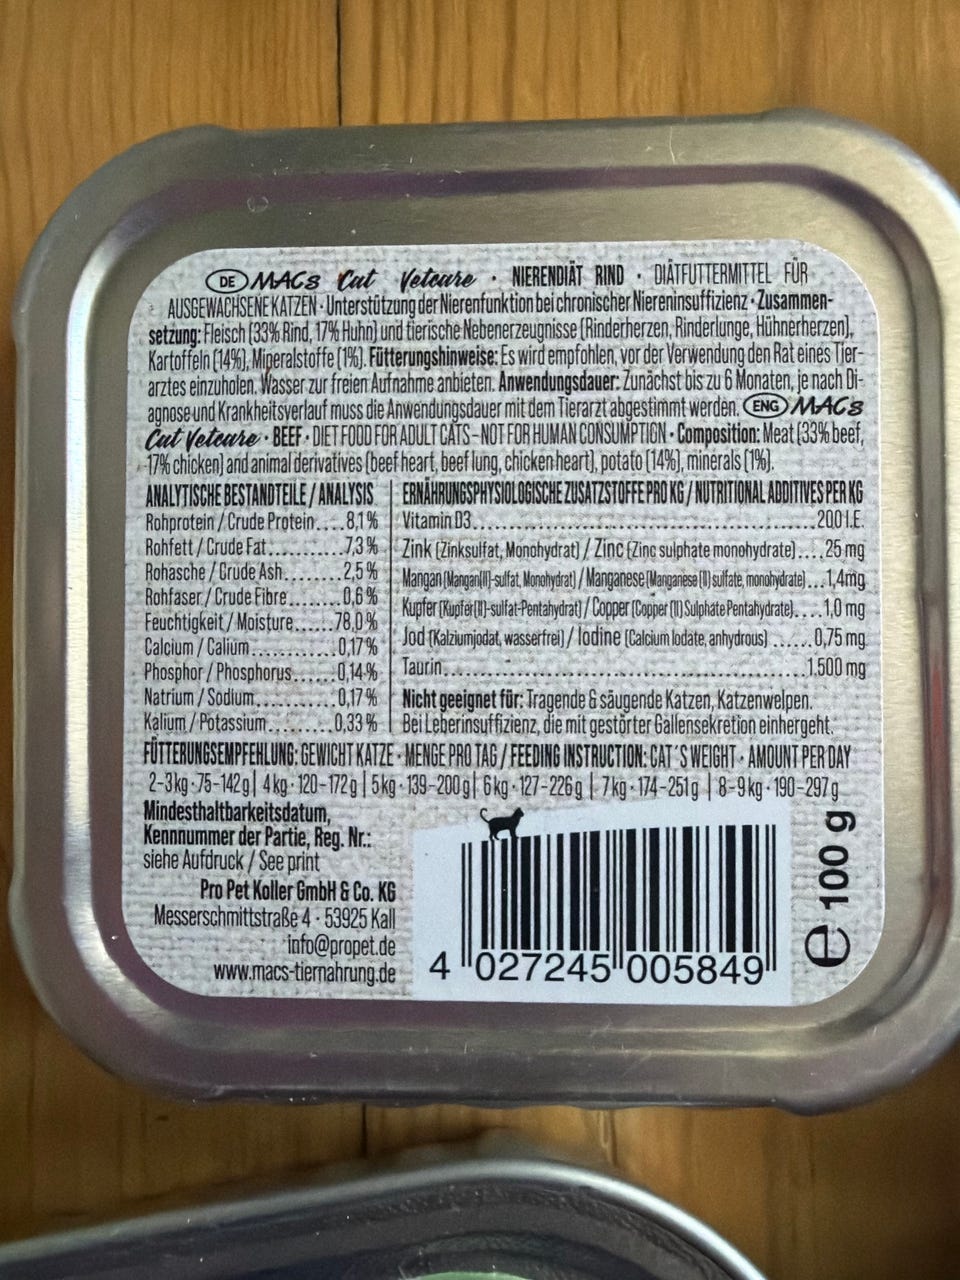 DE MACs Cat Vetcare · NIERENDIÄT RIND · DIÄTFUTTERMITTEL FÜR
AUSGEWACHSENE KATZEN · Unterstützung der Nierenfunktion bei chronischer Niereninsuffizienz · Zusammen-
setzung: Fleisch (33% Rind, 17% Huhn) und tierische Nebenerzeugnisse (Rinderherzen, Rinderlunge, Hühnerherzen),
Kartoffeln (14%), Mineralstoffe (1%). Fütterungshinweise: Es wird empfohlen, vor der Verwendung den Rat eines Tier-
arztes einzuholen. Wasser zur freien Aufnahme anbieten. Anwendungsdauer: Zunächst bis zu 6 Monaten, je nach Di-
agnose und Krankheitsverlauf muss die Anwendungsdauer mit dem Tierarzt abgestimmt werden. ENG MACs
Cat Vetcare · BEEF · DIET FOOD FOR ADULT CATS – NOT FOR HUMAN CONSUMPTION · Composition: Meat (33% beef,
17% chicken) and animal derivatives (beef heart, beef lung, chicken heart), potato (14%), minerals (1%).
ANALYTISCHE BESTANDTEILE / ANALYSIS
Rohprotein / Crude Protein....8,1%
Rohfett / Crude Fat..........7,3%
Rohasche / Crude Ash........2,5%
Rohfaser / Crude Fibre........0,6%
Feuchtigkeit / Moisture......78,0%
Calcium / Calium............0,17%
Phosphor / Phosphorus......0,14%
Natrium / Sodium...........0,17%
Kalium / Potassium..........0,33%
ERNÄHRUNGSPHYSIOLOGISCHE ZUSATZSTOFFE PRO KG / NUTRITIONAL ADDITIVES PER KG
Vitamin D3..................................................200 I.E.
Zink (Zinksulfat, Monohydrat) / Zinc (Zinc sulphate monohydrate)....25 mg
Mangan (Mangan(II)-sulfat, Monohydrat) / Manganese (Manganese (II) sulfate, monohydrate)...1,4mg
Kupfer (Kupfer(II)-sulfat-Pentahydrat) / Copper (Copper (II) Sulphate Pentahydrate)....1,0 mg
Jod (Kalziumjodat, wasserfrei) / Iodine (Calcium Iodate, anhydrous) ......0,75 mg
Taurin.....................................................1.500 mg
Nicht geeignet für: Tragende & säugende Katzen, Katzenwelpen.
Bei Leberinsuffizienz, die mit gestörter Gallensekretion einhergeht.
FÜTTERUNGSEMPFEHLUNG: GEWICHT KATZE · MENGE PRO TAG / FEEDING INSTRUCTION: CAT´S WEIGHT · AMOUNT PER DAY
2–3 kg · 75–142 g | 4 kg · 120–172 g | 5 kg · 139–200 g | 6 kg · 127–226 g | 7 kg · 174–251 g | 8–9 kg · 190–297 g
Mindesthaltbarkeitsdatum,
Kennnummer der Partie, Reg. Nr.:
siehe Aufdruck / See print
Pro Pet Koller GmbH & Co. KG
Messerschmittstraße 4 · 53925 Kall
info@propet.de
www.macs-tiernahrung.de
4 027245 005849
e 100 g